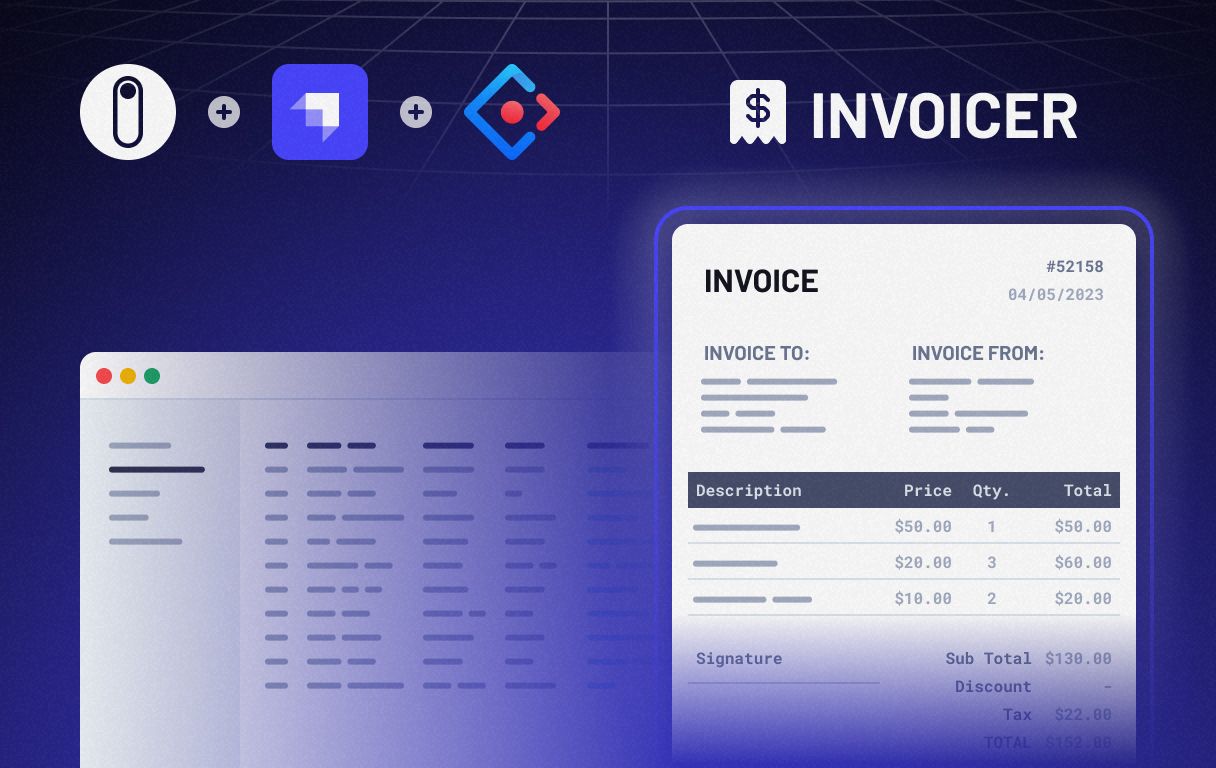 INVOICER
INVOICE
#52158
04/05/2023
INVOICE TO:
INVOICE FROM:
Description Price Qty. Total
$50.00 1 $50.00
$20.00 3 $60.00
$10.00 2 $20.00
Signature
Sub Total $130.00
Discount -
Tax $22.00
TOTAL $152.00